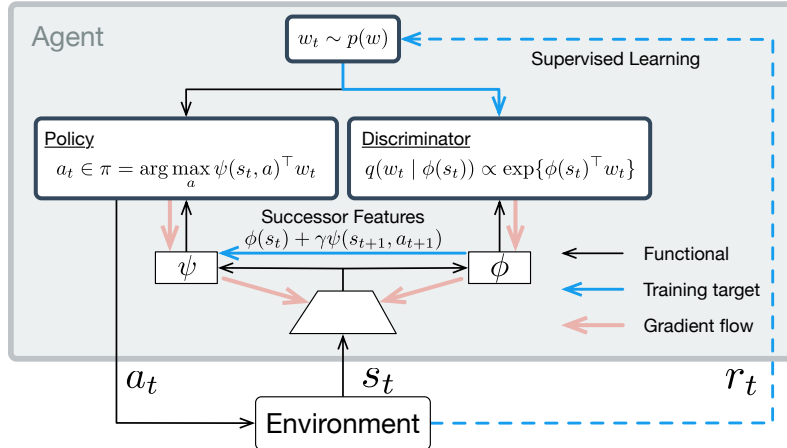 Agent
w_t ∼ p(w)
Supervised Learning
Policy
a_t ∈ π = arg max_a ψ(s_t, a)^⊤ w_t
Discriminator
q(w_t | ϕ(s_t)) ∝ exp{ϕ(s_t)^⊤ w_t}
Successor Features
ϕ(s_t) + γψ(s_{t+1}, a_{t+1})
ψ
ϕ
Functional
Training target
Gradient flow
a_t
s_t
r_t
Environment